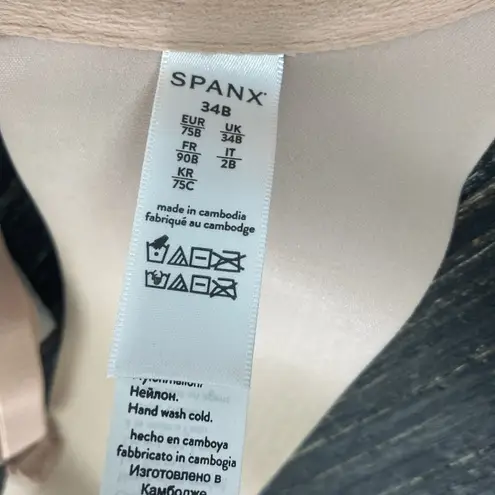 SPANX
34B
EUR UK
75B 34B
FR IT
90B 2B
KR
75C
made in cambodia
fabriqué au cambodge
Нейлон.
Hand wash cold.
hecho en camboya
fabbricato in cambogia
Изготовлено в
Камбодже